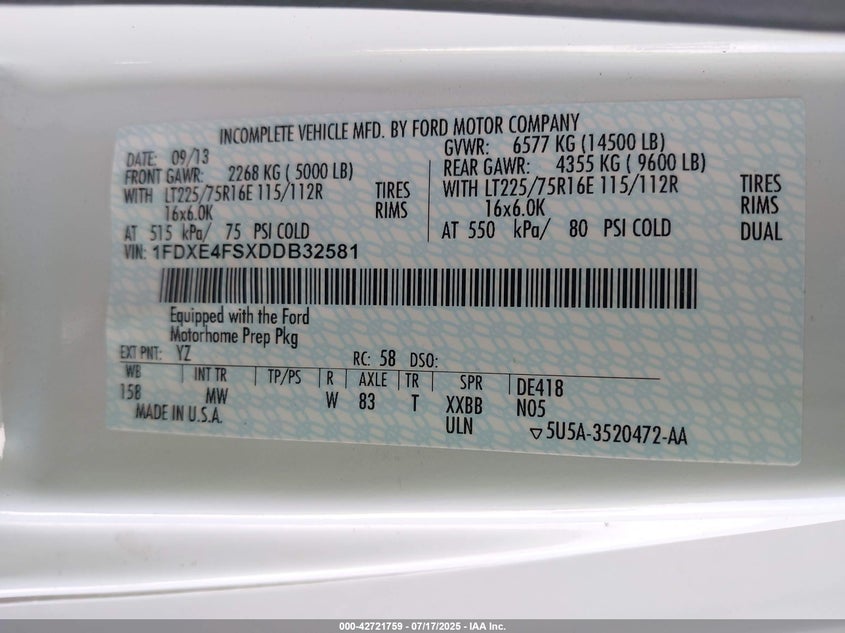 INCOMPLETE VEHICLE MFD. BY FORD MOTOR COMPANY
DATE: 09/13 GVWR: 6577 KG (14500 LB)
FRONT GAWR: 2268 KG ( 5000 LB) REAR GAWR: 4355 KG ( 9600 LB)
WITH LT225/75R16E 115/112R TIRES WITH LT225/75R16E 115/112R TIRES
16x6.0K RIMS 16x6.0K RIMS
AT 515 kPa/ 75 PSI COLD AT 550 kPa/ 80 PSI COLD DUAL
VIN: 1FDXE4FSXDDB32581
Equipped with the Ford
Motorhome Prep Pkg
EXT PNT: YZ RC: 58 DSO:
WB INT TR TP/PS R AXLE TR SPR DE418
158 MW W 83 T XXBB N05
MADE IN U.S.A. ULN ▽5U5A-3520472-AA
000-42721759 - 07/17/2025 - IAA Inc.